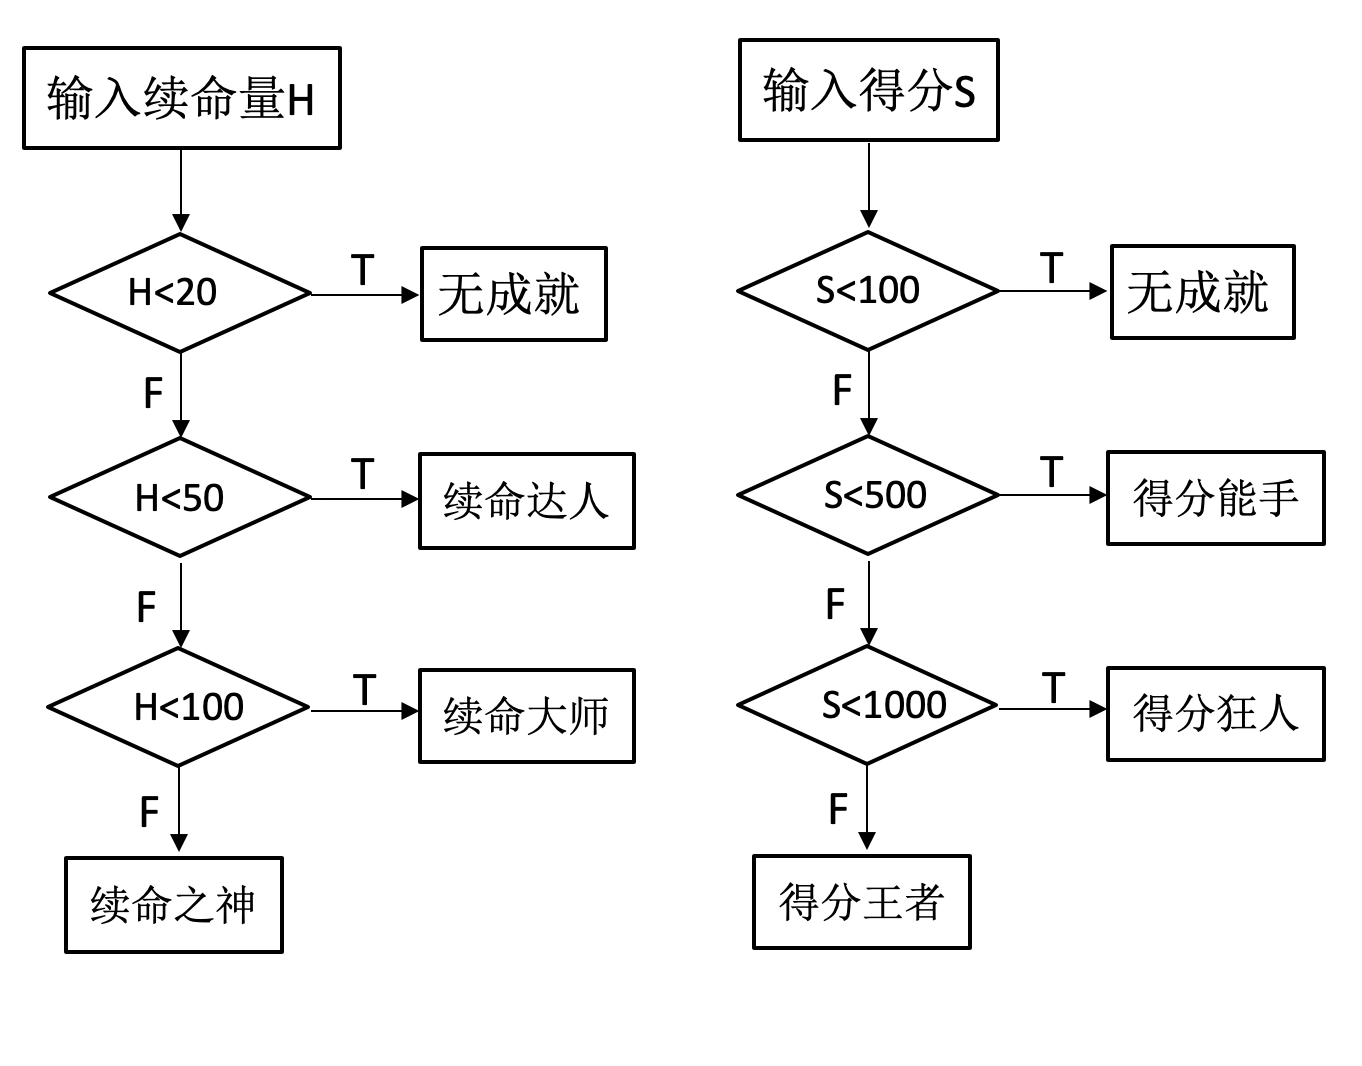 输入续命量H
H<20
T
无成就
F
H<50
T
续命达人
F
H<100
T
续命大师
F
续命之神
输入得分S
S<100
T
无成就
F
S<500
T
得分能手
F
S<1000
T
得分狂人
F
得分王者